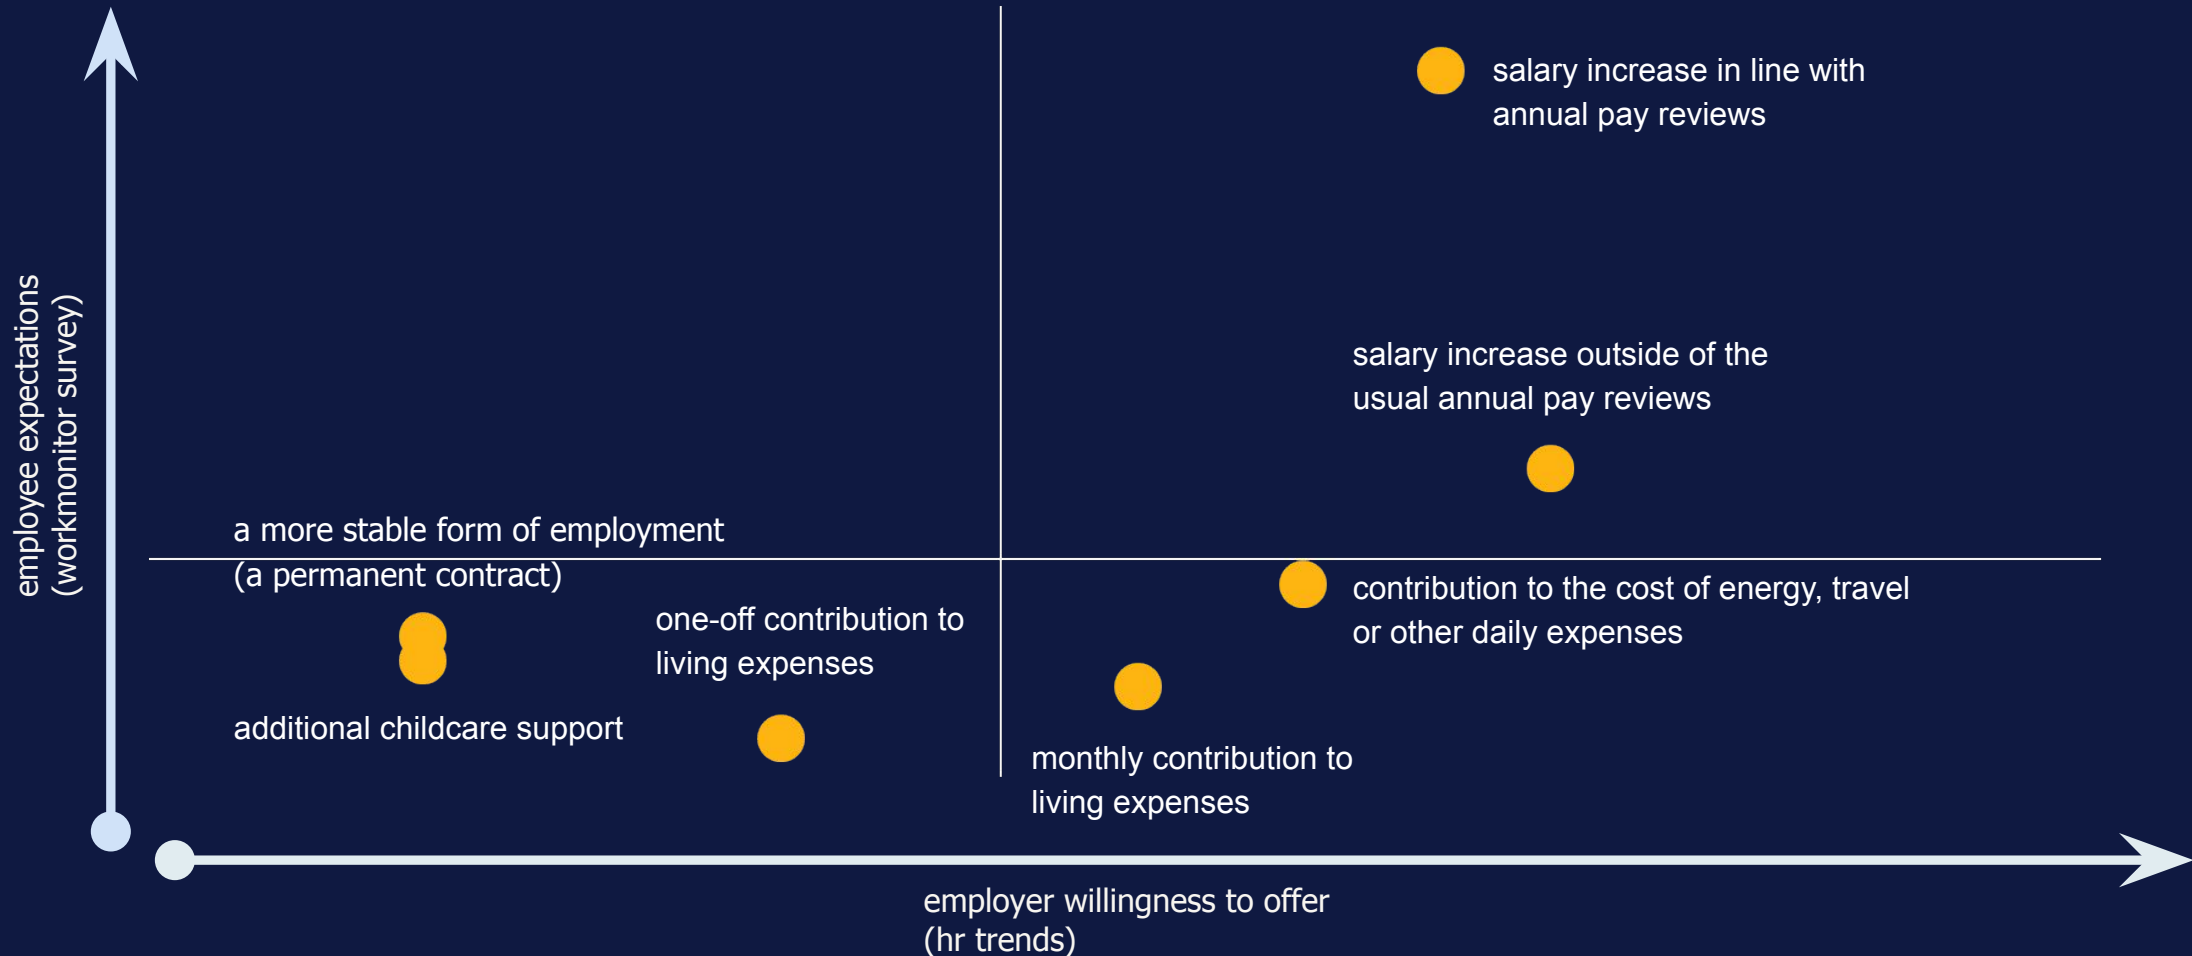 salary increase in line with
annual pay reviews
salary increase outside of the
usual annual pay reviews
employee expectations
(workmonitor survey)
a more stable form of employment
(a permanent contract)
one-off contribution to
living expenses
contribution to the cost of energy, travel
or other daily expenses
additional childcare support
monthly contribution to
living expenses
employer willingness to offer
(hr trends)